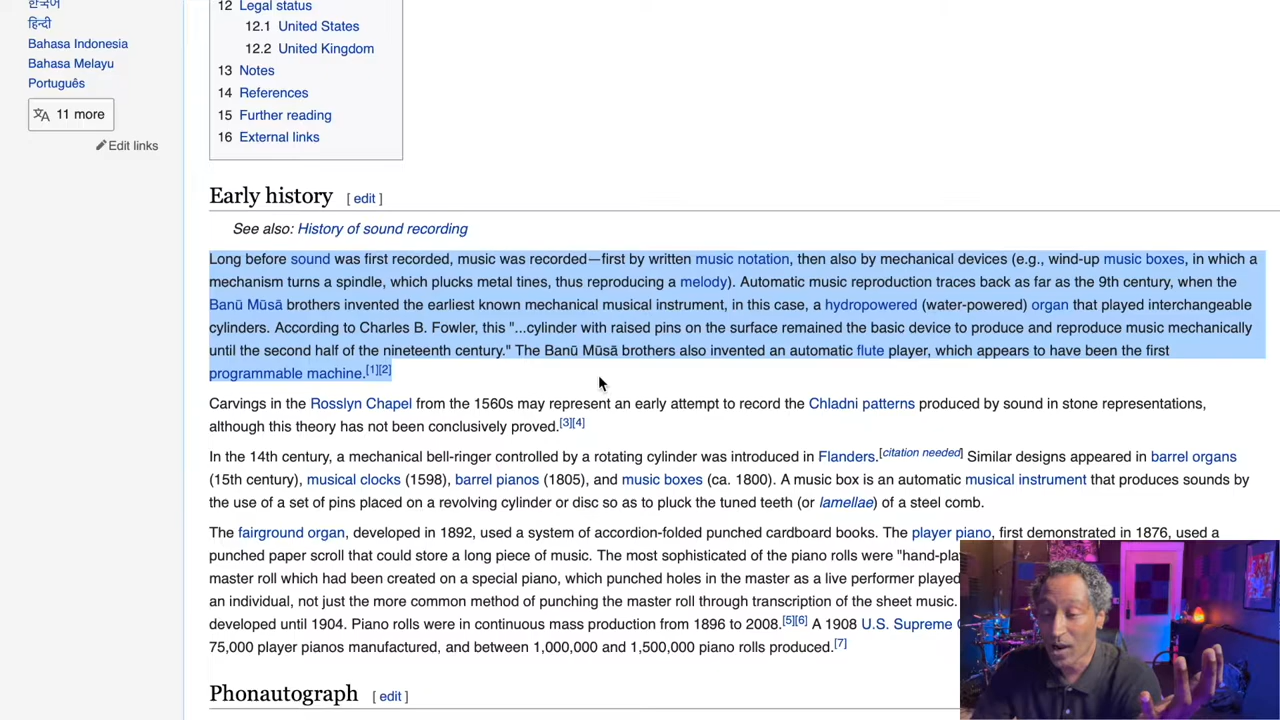 한국어
हिन्दी
Bahasa Indonesia
Bahasa Melayu
Português
11 more
Edit links
12 Legal status
12.1 United States
12.2 United Kingdom
13 Notes
14 References
15 Further reading
16 External links
Early history [ edit ]
See also: History of sound recording
Long before sound was first recorded, music was recorded—first by written music notation, then also by mechanical devices (e.g., wind-up music boxes, in which a
mechanism turns a spindle, which plucks metal tines, thus reproducing a melody). Automatic music reproduction traces back as far as the 9th century, when the
Banū Mūsā brothers invented the earliest known mechanical musical instrument, in this case, a hydropowered (water-powered) organ that played interchangeable
cylinders. According to Charles B. Fowler, this "...cylinder with raised pins on the surface remained the basic device to produce and reproduce music mechanically
until the second half of the nineteenth century." The Banū Mūsā brothers also invented an automatic flute player, which appears to have been the first
programmable machine.[1][2]
Carvings in the Rosslyn Chapel from the 1560s may represent an early attempt to record the Chladni patterns produced by sound in stone representations,
although this theory has not been conclusively proved.[3][4]
In the 14th century, a mechanical bell-ringer controlled by a rotating cylinder was introduced in Flanders.[citation needed] Similar designs appeared in barrel organs
(15th century), musical clocks (1598), barrel pianos (1805), and music boxes (ca. 1800). A music box is an automatic musical instrument that produces sounds by
the use of a set of pins placed on a revolving cylinder or disc so as to pluck the tuned teeth (or lamellae) of a steel comb.
The fairground organ, developed in 1892, used a system of accordion-folded punched cardboard books. The player piano, first demonstrated in 1876, used a
punched paper scroll that could store a long piece of music. The most sophisticated of the piano rolls were "hand-pla
master roll which had been created on a special piano, which punched holes in the master as a live performer played
an individual, not just the more common method of punching the master roll through transcription of the sheet music.
developed until 1904. Piano rolls were in continuous mass production from 1896 to 2008.[5][6] A 1908 U.S. Supreme
75,000 player pianos manufactured, and between 1,000,000 and 1,500,000 piano rolls produced.[7]
Phonautograph [ edit ]